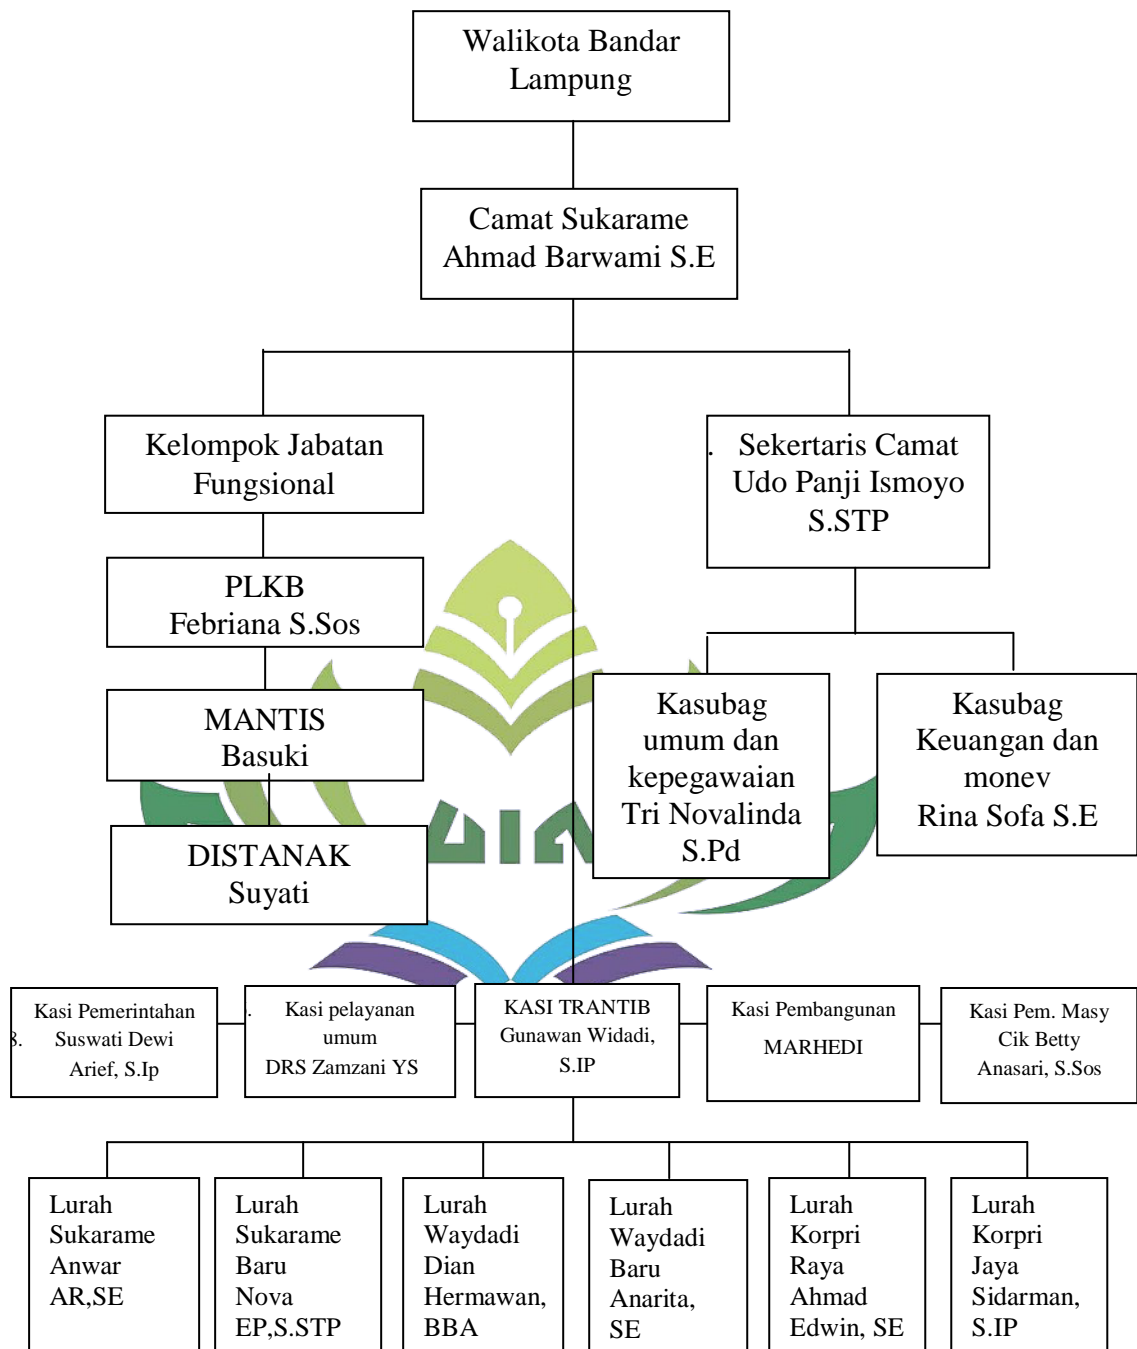 Walikota Bandar
Lampung
Camat Sukarame
Ahmad Barwami S.E
Kelompok Jabatan
Fungsional
. Sekertaris Camat
Udo Panji Ismoyo
S.STP
PLKB
Febriana S.Sos
MANTIS
Basuki
Kasubag
umum dan
kepegawaian
Tri Novalinda
S.Pd
Kasubag
Keuangan dan
monev
Rina Sofa S.E
DISTANAK
Suyati
UIN
Kasi Pemerintahan
8. Suswati Dewi
Arief, S.Ip
. Kasi pelayanan
umum
DRS Zamzani YS
KASI TRANTIB
Gunawan Widadi,
S.IP
Kasi Pembangunan
MARHEDI
Kasi Pem. Masy
Cik Betty
Anasari, S.Sos
Lurah
Sukarame
Anwar
AR,SE
Lurah
Sukarame
Baru
Nova
EP,S.STP
Lurah
Waydadi
Dian
Hermawan,
BBA
Lurah
Waydadi
Baru
Anarita,
SE
Lurah
Korpri
Raya
Ahmad
Edwin, SE
Lurah
Korpri
Jaya
Sidarman,
S.IP